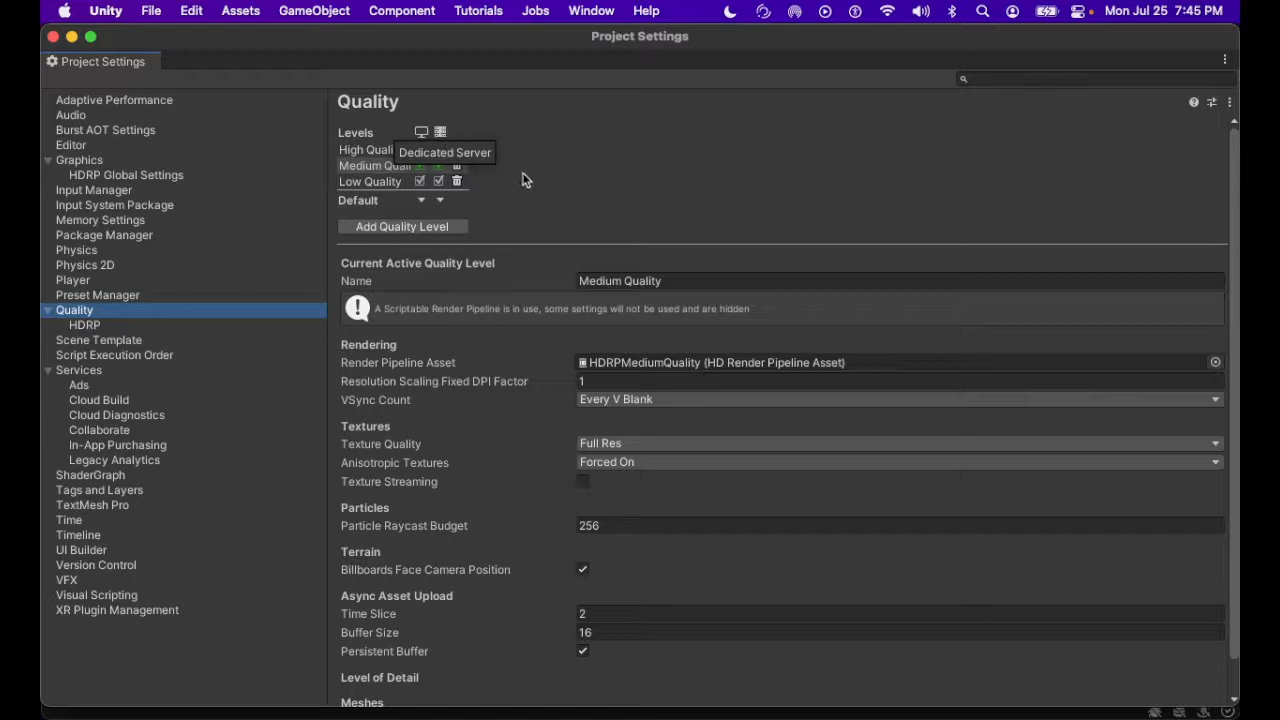 Unity File Edit Assets GameObject Component Tutorials Jobs Window Help Mon Jul 25 7:45 PM
Project Settings
Project Settings
Adaptive Performance
Audio
Burst AOT Settings
Editor
Graphics
HDRP Global Settings
Input Manager
Input System Package
Memory Settings
Package Manager
Physics
Physics 2D
Player
Preset Manager
Quality
HDRP
Scene Template
Script Execution Order
Services
Ads
Cloud Build
Cloud Diagnostics
Collaborate
In-App Purchasing
Legacy Analytics
ShaderGraph
Tags and Layers
TextMesh Pro
Time
Timeline
UI Builder
Version Control
VFX
Visual Scripting
XR Plugin Management
Quality
Levels
High Quali
Dedicated Server
Medium Quali
Low Quality
Default
Add Quality Level
Current Active Quality Level
Name Medium Quality
A Scriptable Render Pipeline is in use, some settings will not be used and are hidden
Rendering
Render Pipeline Asset HDRPMediumQuality (HD Render Pipeline Asset)
Resolution Scaling Fixed DPI Factor 1
VSync Count Every V Blank
Textures
Texture Quality Full Res
Anisotropic Textures Forced On
Texture Streaming
Particles
Particle Raycast Budget 256
Terrain
Billboards Face Camera Position
Async Asset Upload
Time Slice 2
Buffer Size 16
Persistent Buffer
Level of Detail
Meshes